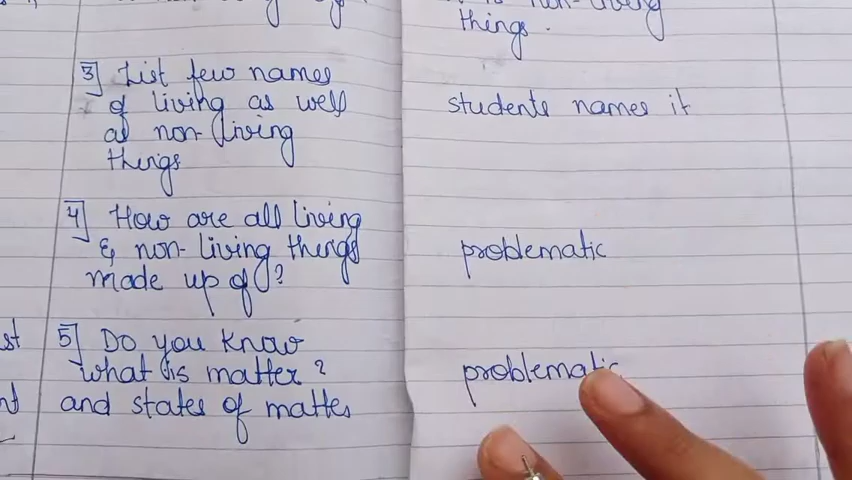 things.
3] List few names
of living as well
as non-living
things
students names it
4] How are all living
& non-living things
made up of?
problematic
5] Do you know
what is matter?
and states of matter
problematic
st